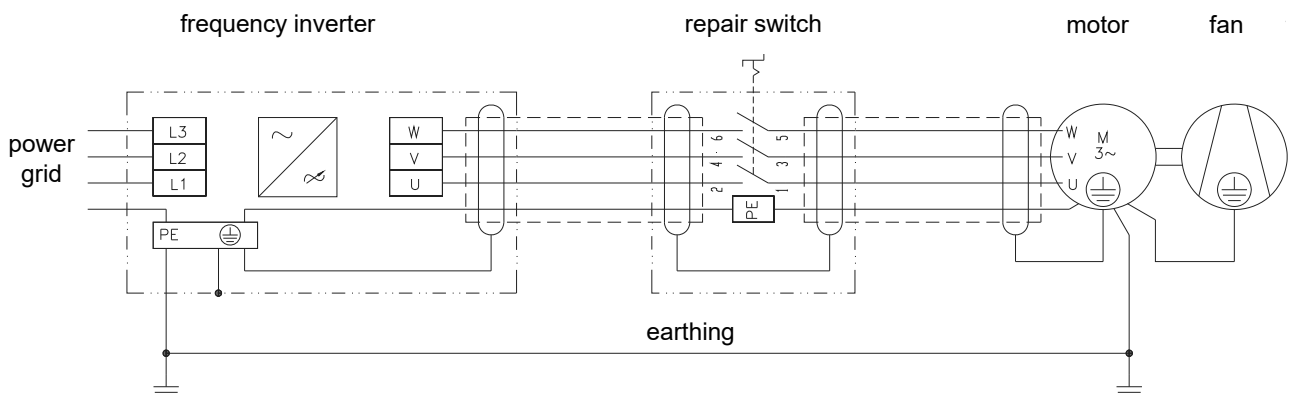 frequency inverter
repair switch
motor
fan
power
grid
L3
L2
L1
W
V
U
6
4
2
5
3
1
W
V
U
M
3~
PE
PE
earthing